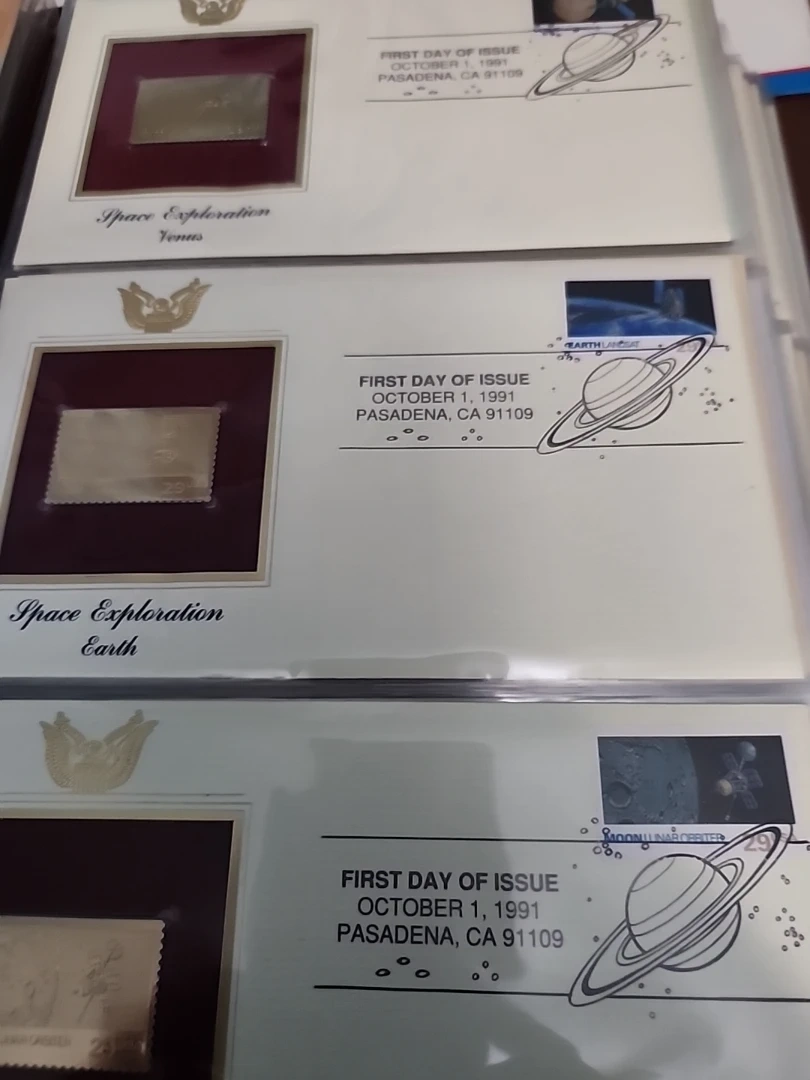 FIRST DAY OF ISSUE
OCTOBER 1, 1991
PASADENA, CA 91109
Space Exploration
Venus
EARTH LANDSAT
29
FIRST DAY OF ISSUE
OCTOBER 1, 1991
PASADENA, CA 91109
29
Space Exploration
Earth
MOON LUNAR ORBITER
29 USA
FIRST DAY OF ISSUE
OCTOBER 1, 1991
PASADENA, CA 91109